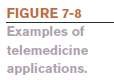 FIGURE 7-8
Examples of
telemedicine
applications.